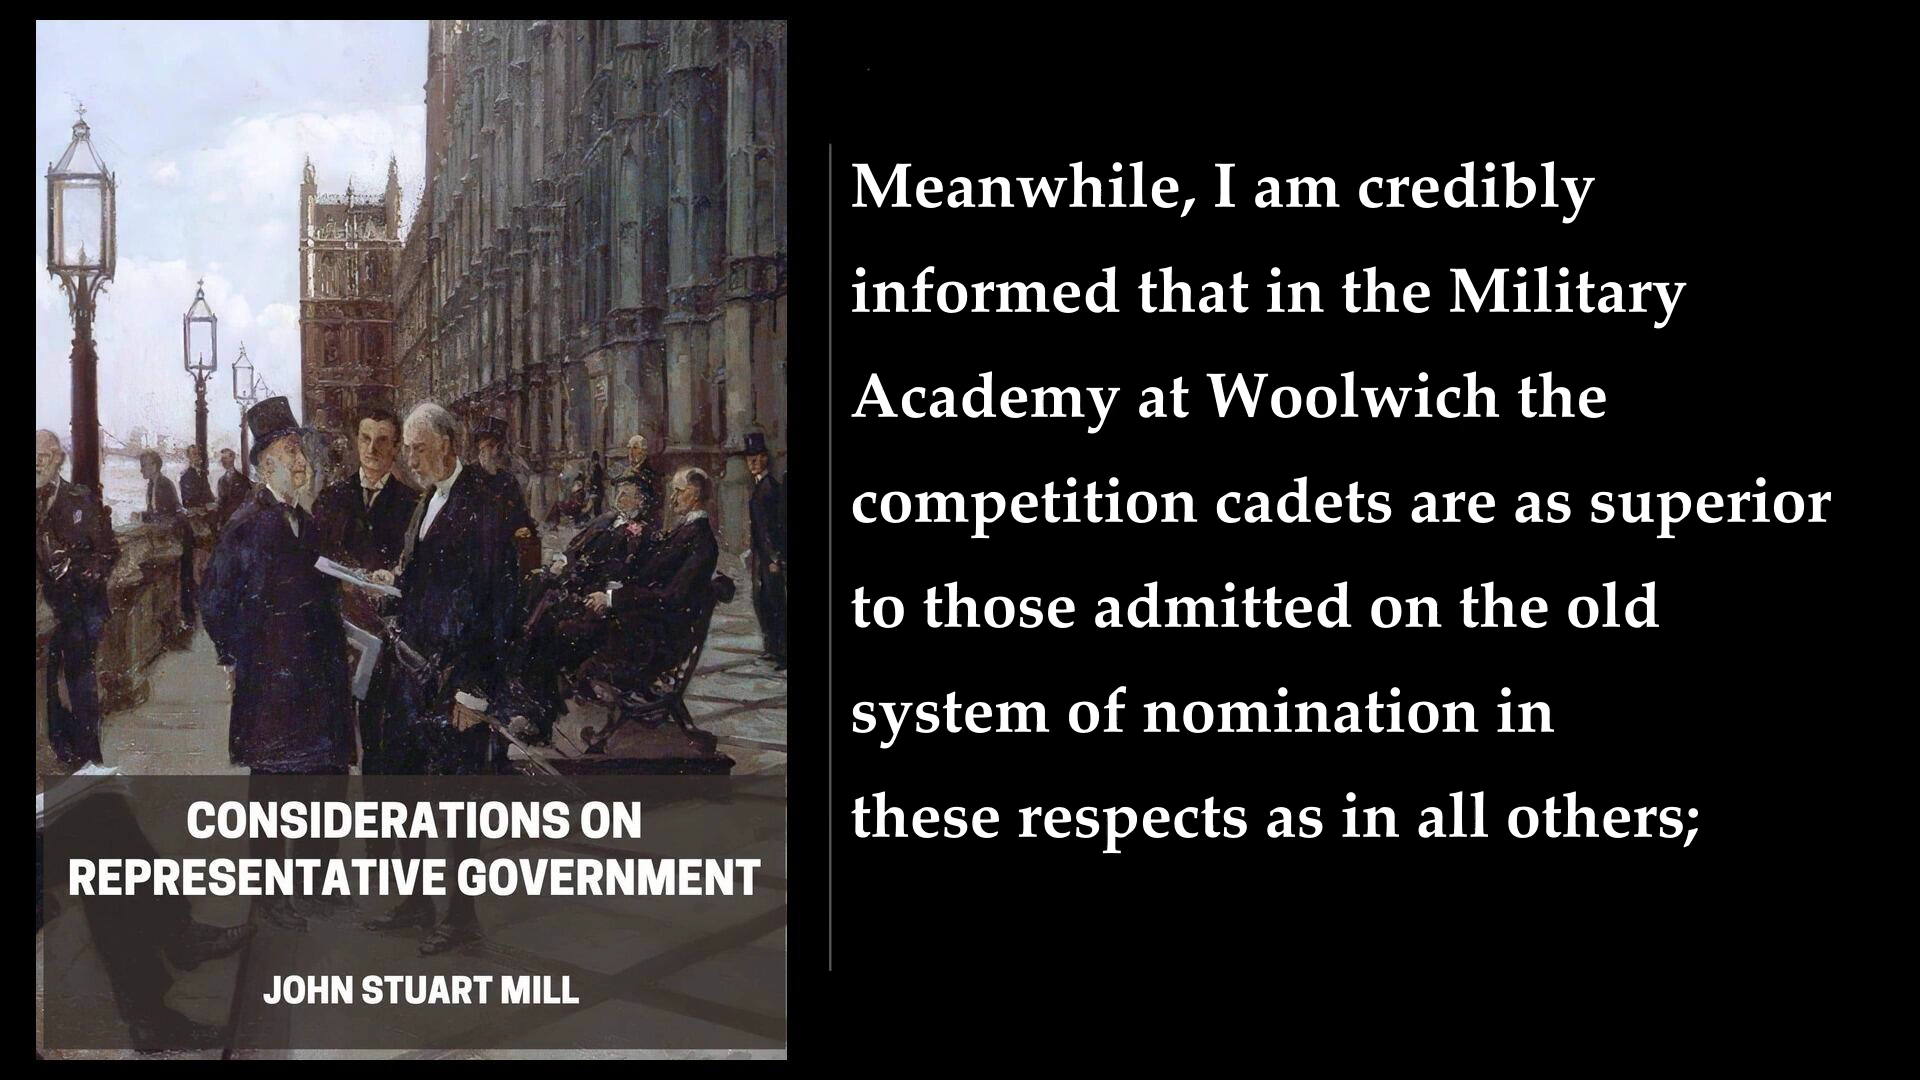 CONSIDERATIONS ON
REPRESENTATIVE GOVERNMENT
JOHN STUART MILL
Meanwhile, I am credibly
informed that in the Military
Academy at Woolwich the
competition cadets are as superior
to those admitted on the old
system of nomination in
these respects as in all others;